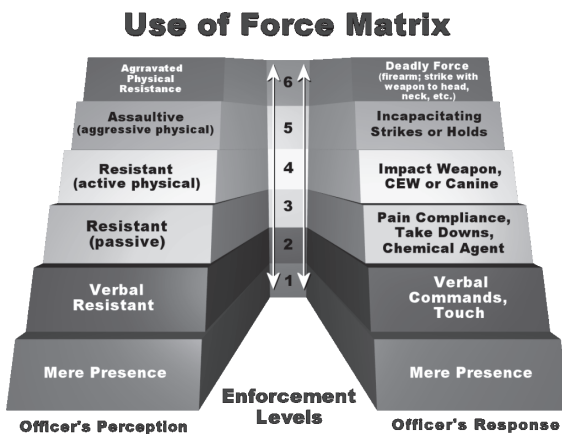 Use of Force Matrix
Agrravated
Physical
Resistance
6
Deadly Force
(firearm; strike with
weapon to head,
neck, etc.)
Assaultive
(aggressive physical)
5
Incapacitating
Strikes or Holds
Resistant
(active physical)
4
Impact Weapon,
CEW or Canine
Resistant
(passive)
3
Pain Compliance,
Take Downs,
Chemical Agent
2
Verbal
Resistant
1
Verbal
Commands,
Touch
Mere Presence
Mere Presence
Enforcement
Levels
Officer's Perception
Officer's Response